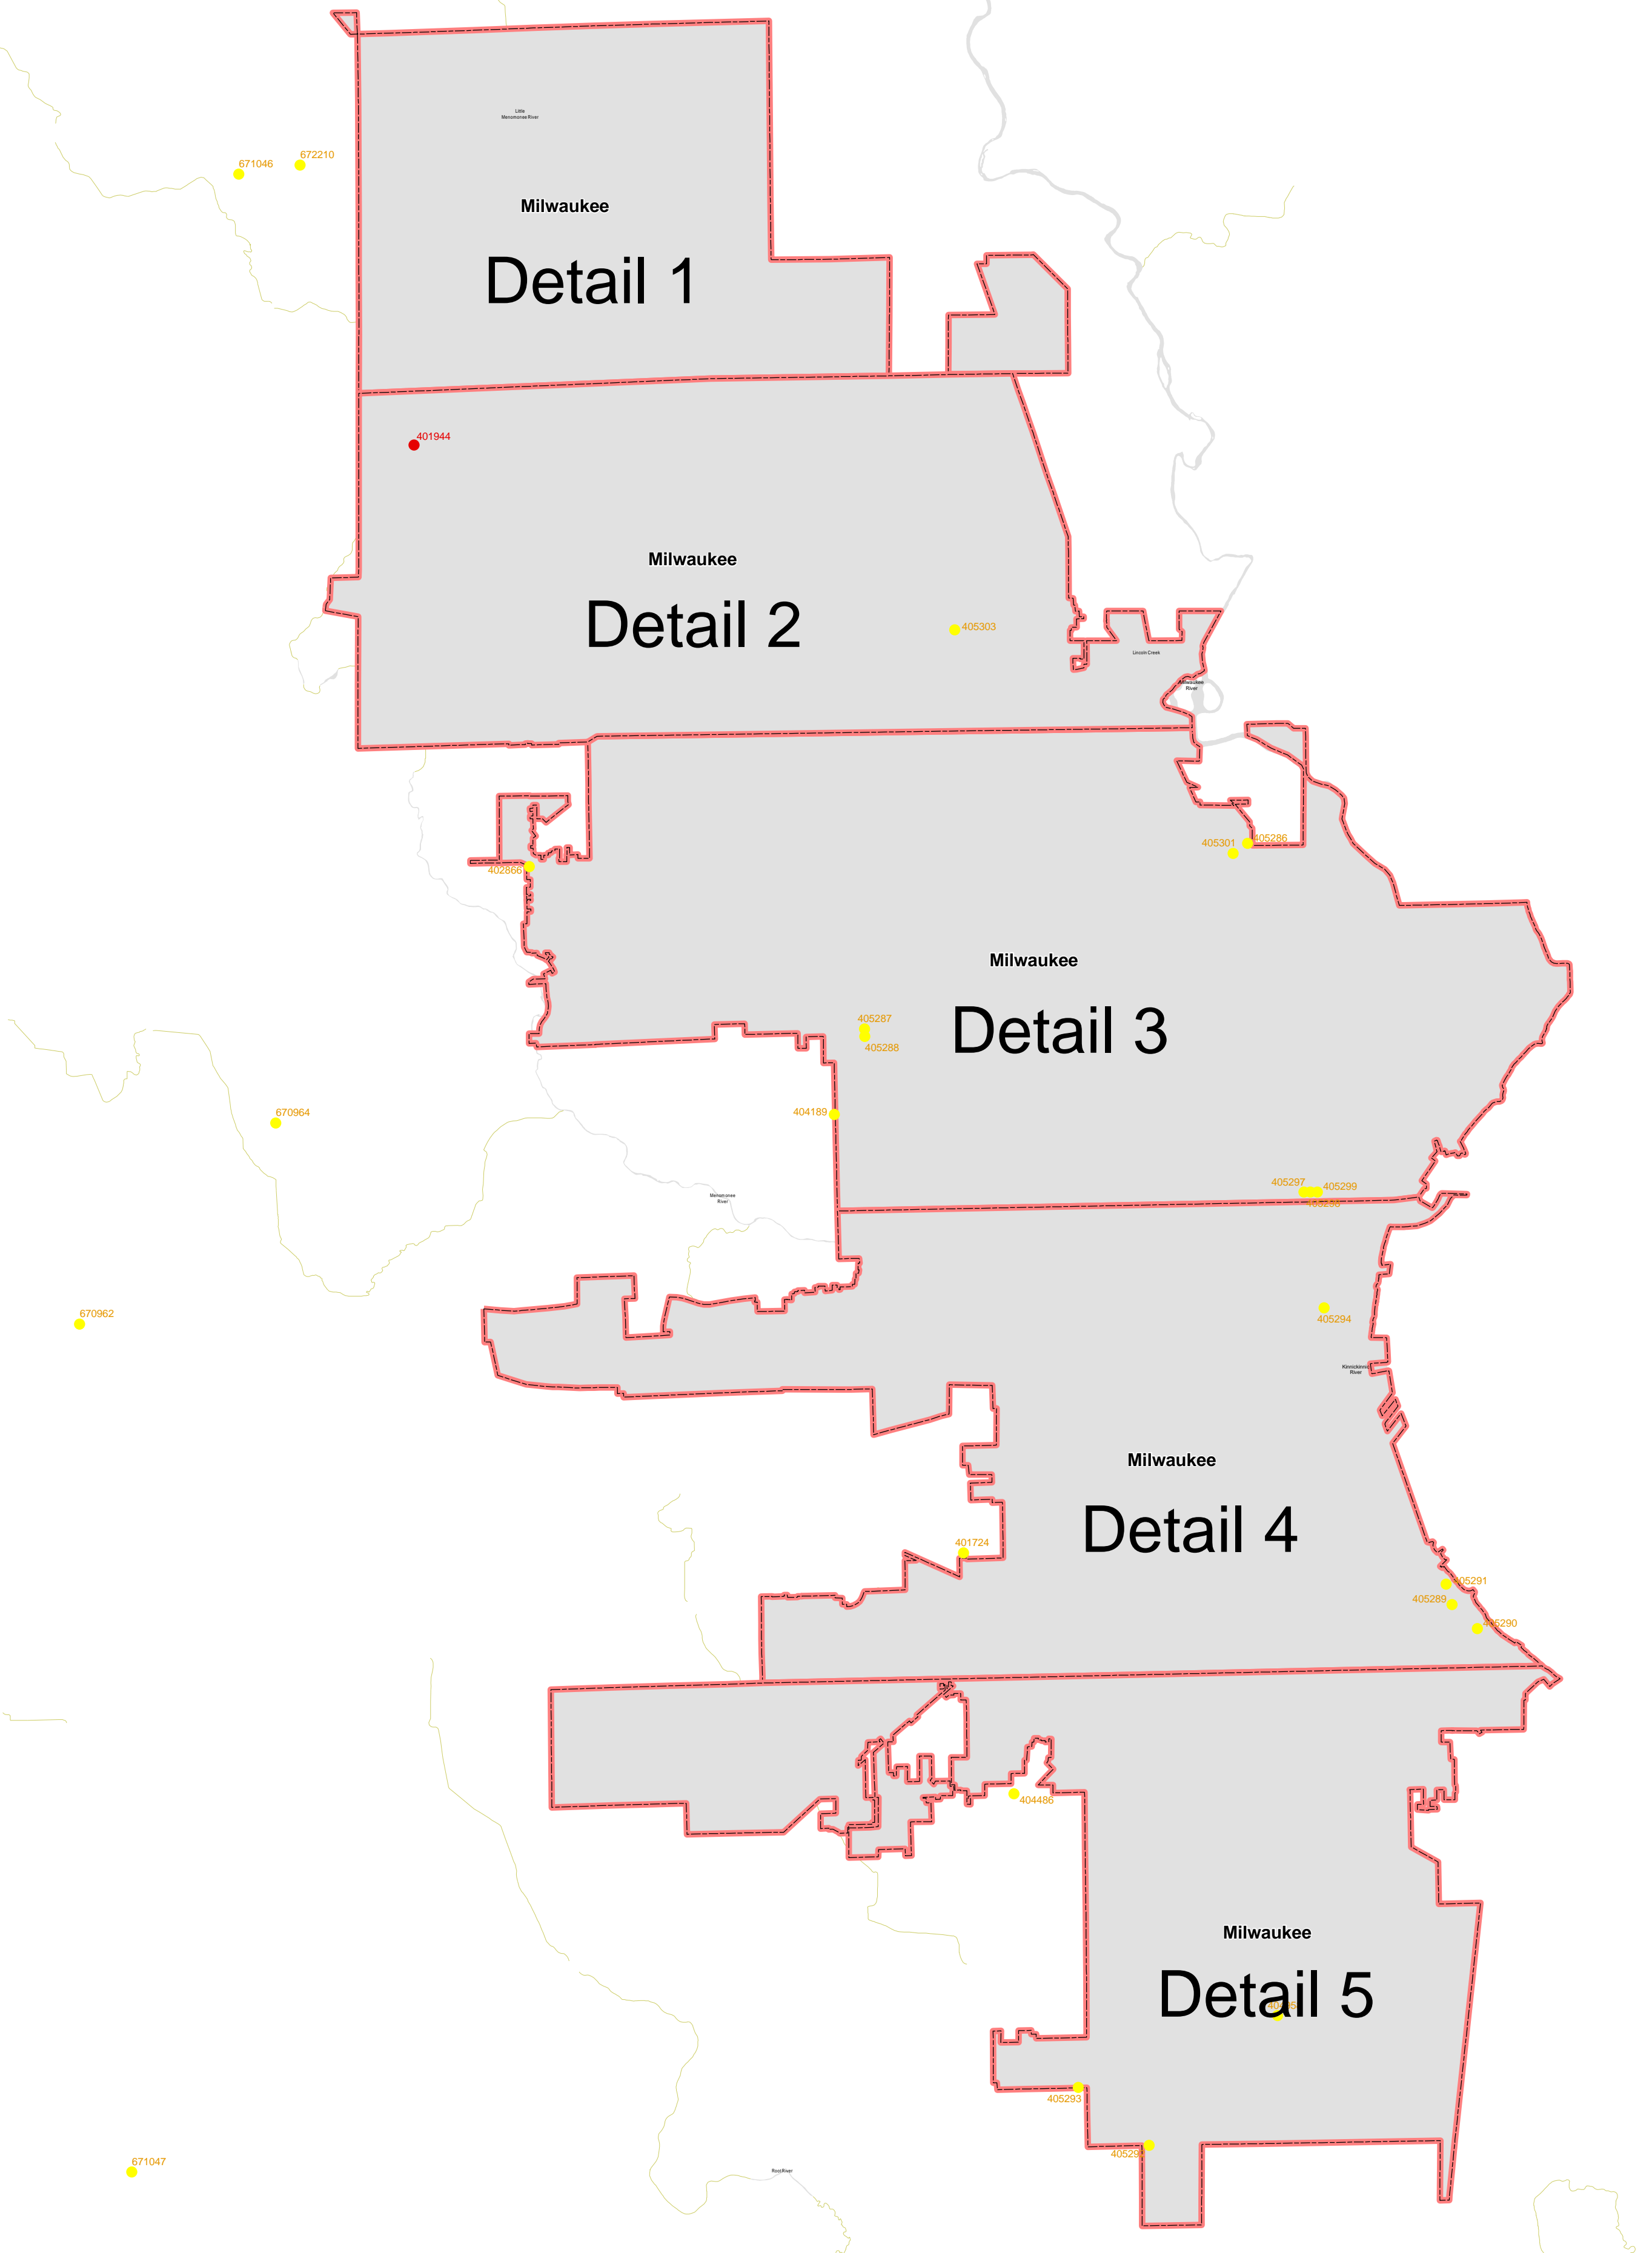 Little
Menomonee River
671046
672210
Milwaukee
Detail 1
401944
Milwaukee
Detail 2
405303
Lincoln Creek
Milwaukee
River
405301
405286
402866
Milwaukee
Detail 3
405287
405288
404189
670964
Menomonee
River
405297
405299
670962
405294
Kinnickinnic
River
Milwaukee
Detail 4
401724
405291
405289
405290
404486
Milwaukee
Detail 5
405293
671047
Root River